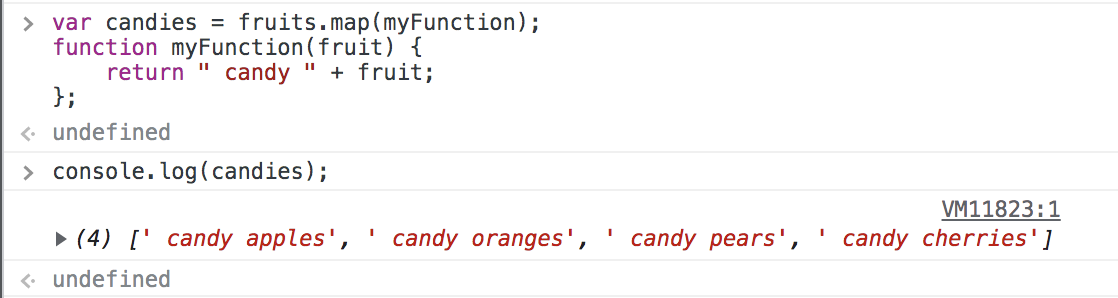 > var candies = fruits.map(myFunction);
function myFunction(fruit) {
    return " candy " + fruit;
};
undefined
> console.log(candies);
VM11823:1
(4) [' candy apples', ' candy oranges', ' candy pears', ' candy cherries']
undefined